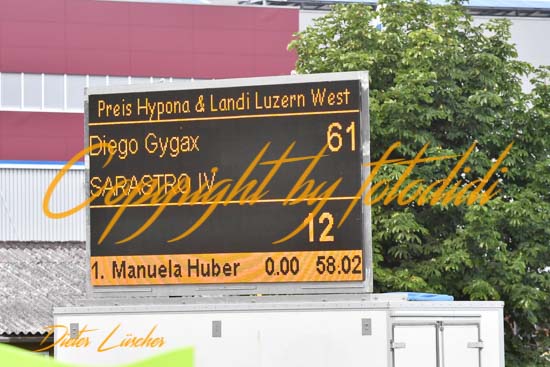 Preis Hypona & Landi Luzern West
Diego Gygax 61
SARASTRO IV
Copyright by fotodidi
12
1. Manuela Huber 0.00 58.02
Dieter Lüscher